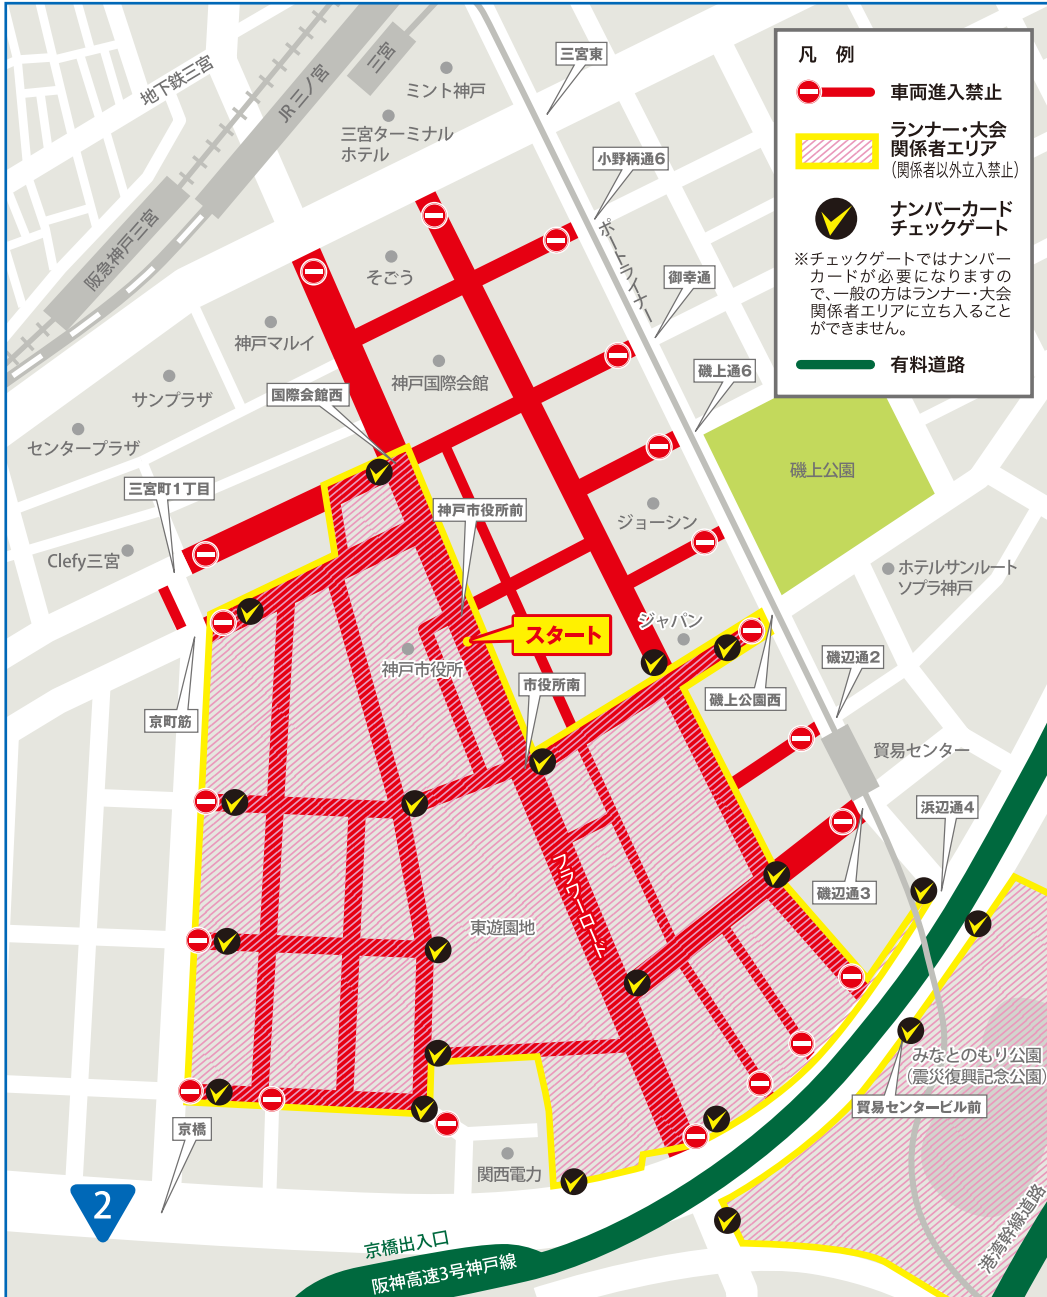 凡 例
車両進入禁止
ランナー・大会
関係者エリア
(関係者以外立入禁止)
ナンバーカード
チェックゲート
※チェックゲートではナンバー
カードが必要になりますの
で、一般の方はランナー・大会
関係者エリアに立ち入ること
ができません。
有料道路
地下鉄三宮
JR三ノ宮
三宮
阪急神戸三宮
ミント神戸
三宮ターミナル
ホテル
三宮東
小野柄通6
ポートライナー
御幸通
磯上通6
そごう
神戸マルイ
神戸国際会館
国際会館西
サンプラザ
センタープラザ
三宮町1丁目
Clefy三宮
神戸市役所前
ジョーシン
磯上公園
ホテルサンルート
ソプラ神戸
スタート
ジャパン
神戸市役所
市役所南
磯上公園西
磯辺通2
京町筋
貿易センター
浜辺通4
磯辺通3
フラワーロード
東遊園地
みなとのもり公園
(震災復興記念公園)
貿易センタービル前
京橋
関西電力
2
京橋出入口
阪神高速3号神戸線
港湾幹線道路